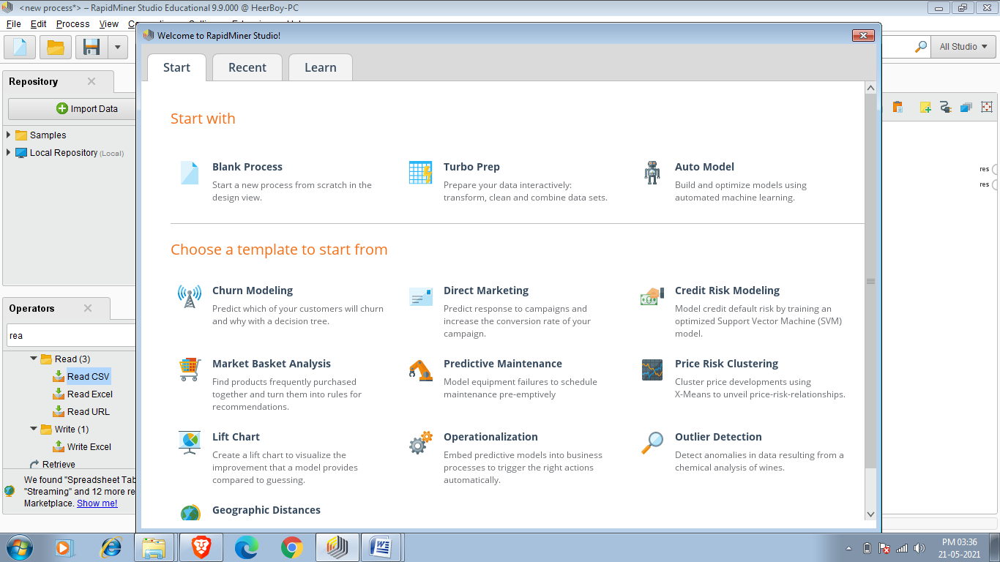 <new process*> – RapidMiner Studio Educational 9.9.000 @ HeerBoy-PC
File Edit Process View
Welcome to RapidMiner Studio!
All Studio
Start Recent Learn
Repository
Import Data
Samples
Local Repository (Local)
Start with
Blank Process
Start a new process from scratch in the
design view.
Turbo Prep
Prepare your data interactively:
transform, clean and combine data sets.
Auto Model
Build and optimize models using
automated machine learning.
res
res
Choose a template to start from
Churn Modeling
Predict which of your customers will churn
and why with a decision tree.
Direct Marketing
Predict response to campaigns and
increase the conversion rate of your
campaign.
Credit Risk Modeling
Model credit default risk by training an
optimized Support Vector Machine (SVM)
model.
Market Basket Analysis
Find products frequently purchased
together and turn them into rules for
recommendations.
Predictive Maintenance
Model equipment failures to schedule
maintenance pre-emptively
Price Risk Clustering
Cluster price developments using
X-Means to unveil price-risk-relationships.
Lift Chart
Create a lift chart to visualize the
improvement that a model provides
compared to guessing.
Operationalization
Embed predictive models into business
processes to trigger the right actions
automatically.
Outlier Detection
Detect anomalies in data resulting from a
chemical analysis of wines.
Geographic Distances
Operators
rea
Read (3)
Read CSV
Read Excel
Read URL
Write (1)
Write Excel
Retrieve
We found "Spreadsheet Tab
"Streaming" and 12 more re
Marketplace. Show me!
PM 03:36
21-05-2021